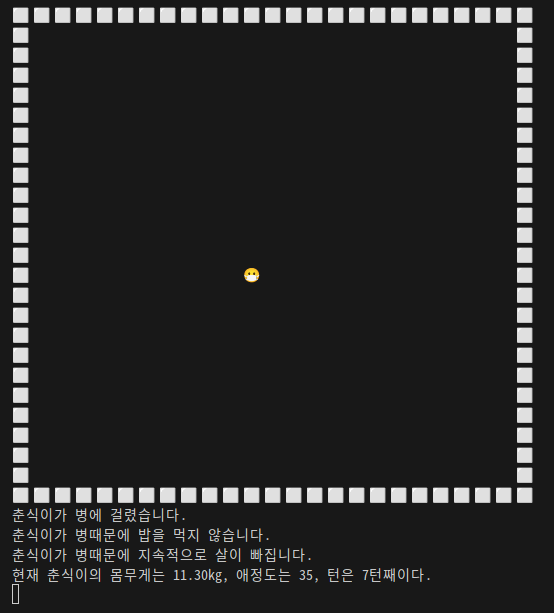 춘식이가 병에 걸렸습니다.
춘식이가 병때문에 밥을 먹지 않습니다.
춘식이가 병때문에 지속적으로 살이 빠집니다.
현재 춘식이의 몸무게는 11.30kg, 애정도는 35, 턴은 7턴째이다.